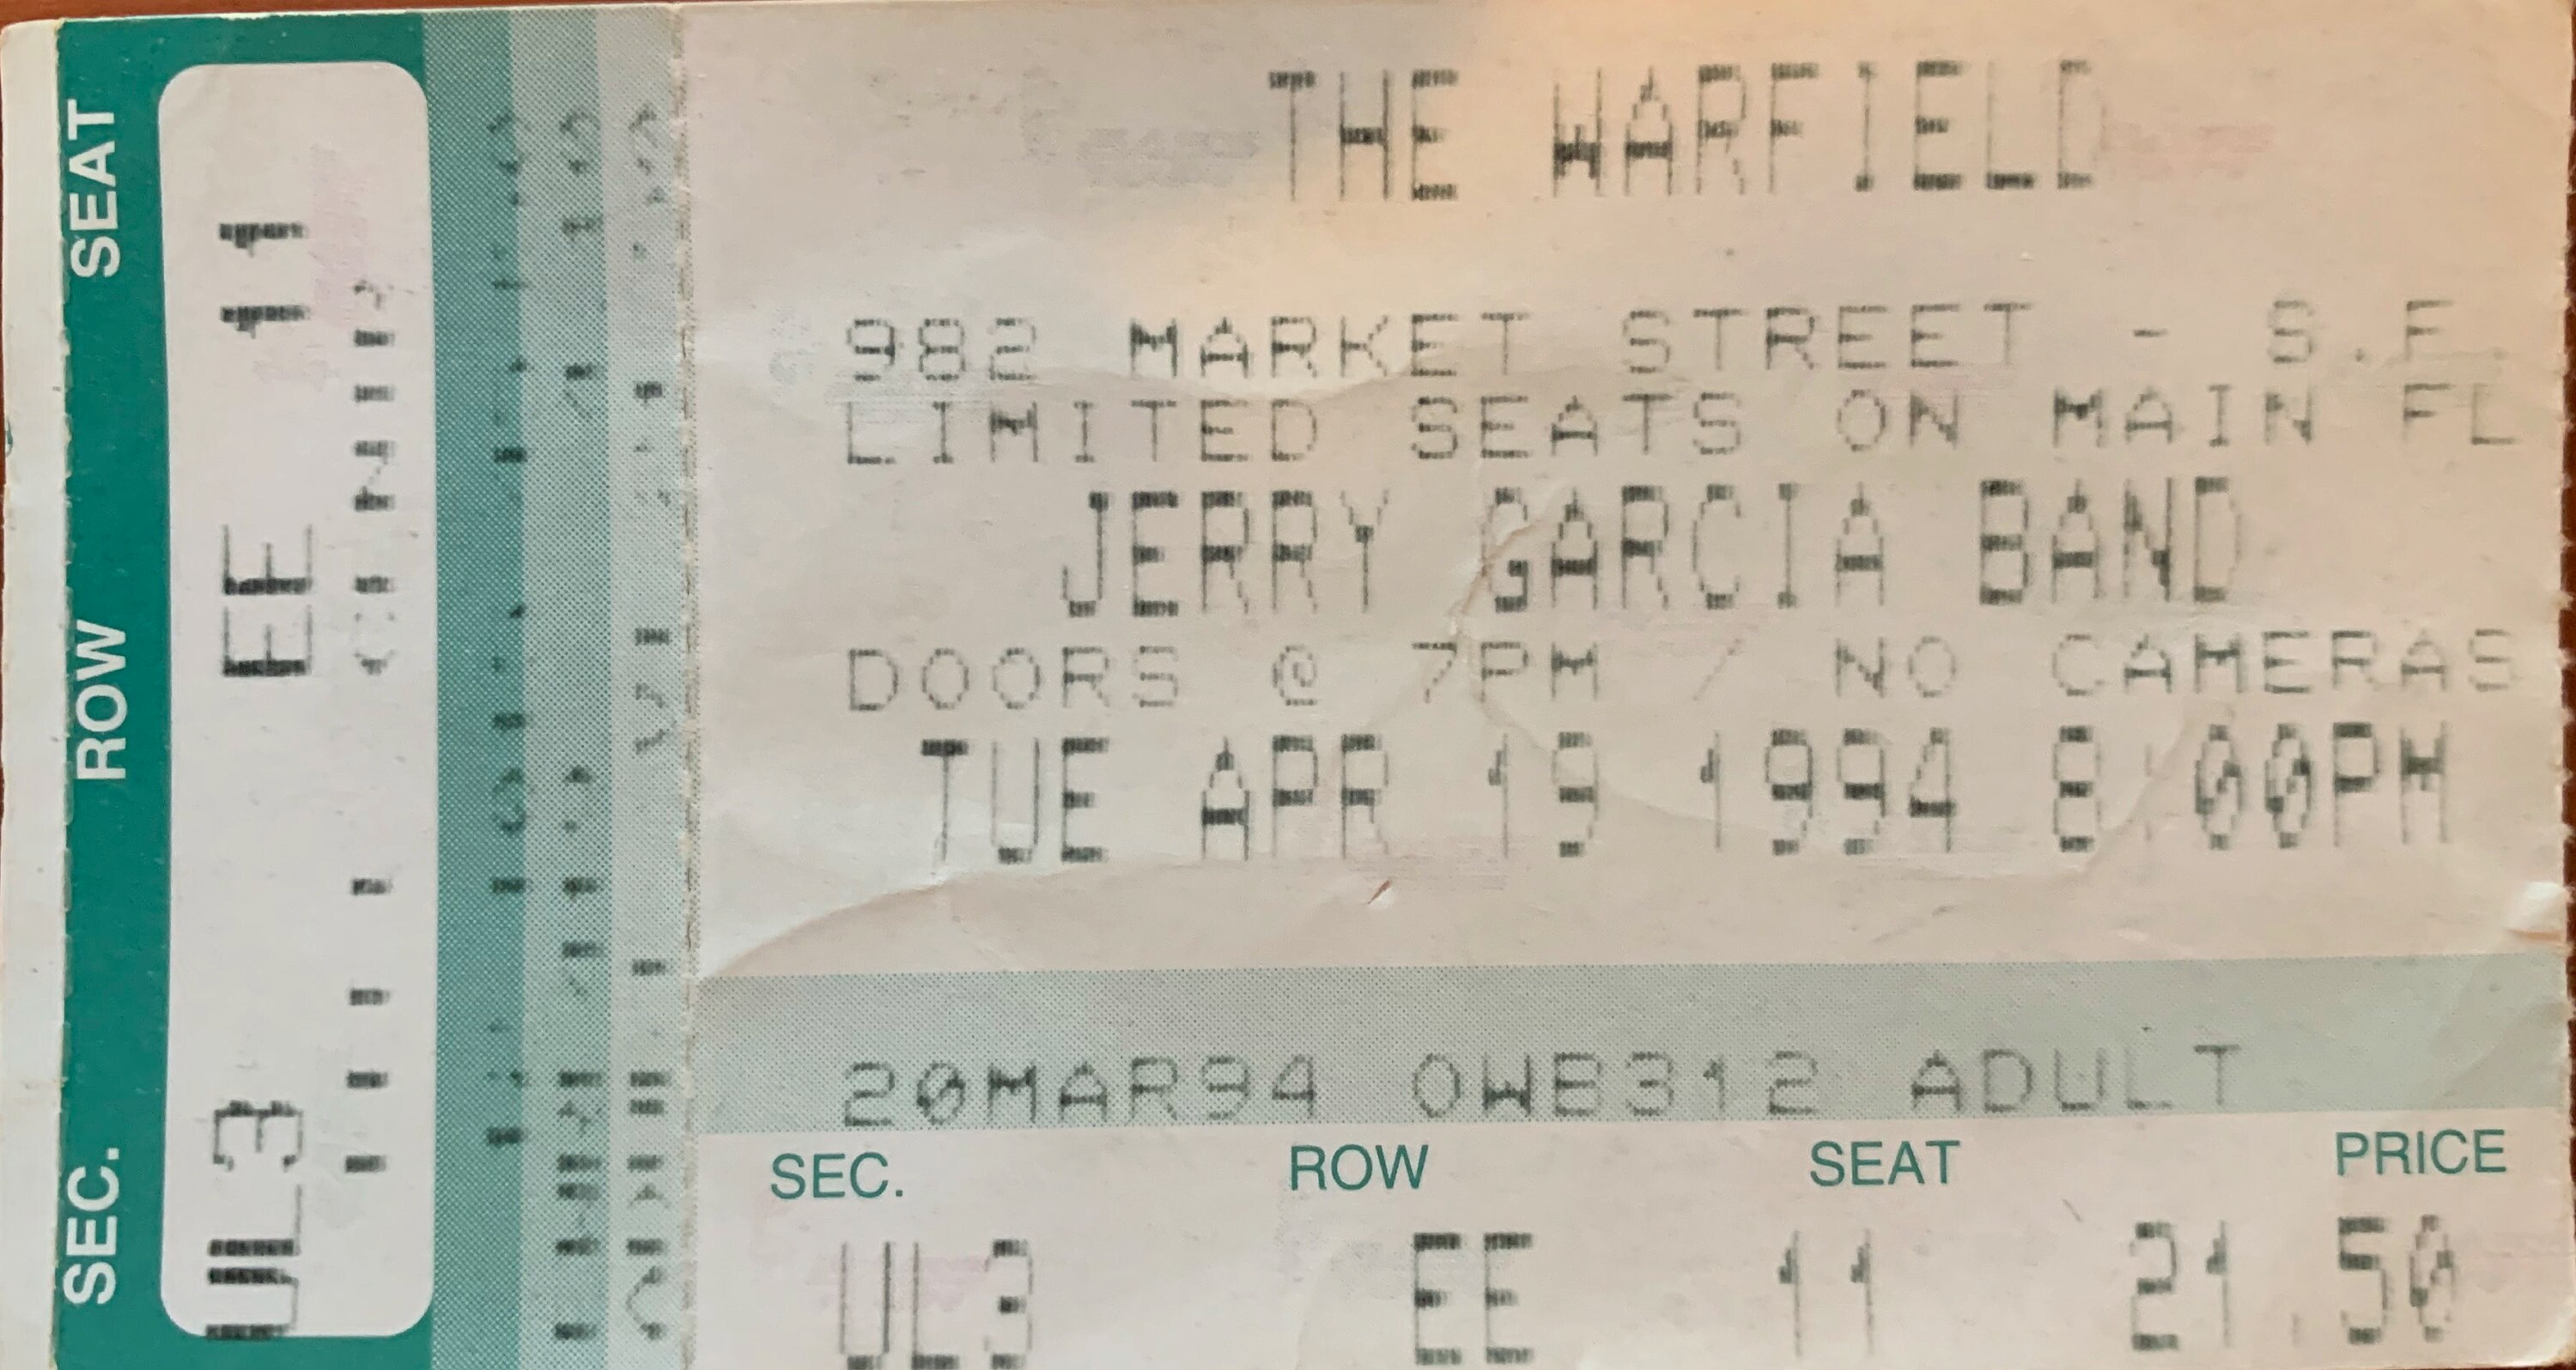 SEAT
ROW
SEC.
11
EE
UL3
THE WARFIELD
982 MARKET STREET - S.F.
LIMITED SEATS ON MAIN FL
JERRY GARCIA BAND
DOORS @ 7PM / NO CAMERAS
TUE APR 19 1994 8:00PM
20MAR94 OWB312 ADULT
SEC. ROW SEAT PRICE
UL3 EE 11 21.50